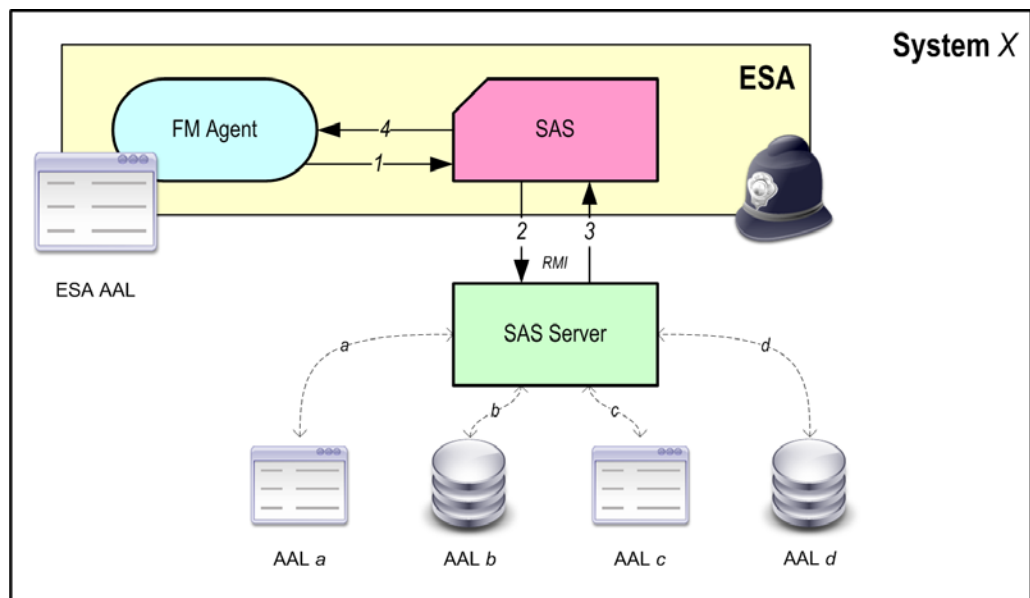 System X
ESA
FM Agent
SAS
4
1
2
3
RMI
ESA AAL
SAS Server
a
d
b
c
AAL a
AAL b
AAL c
AAL d